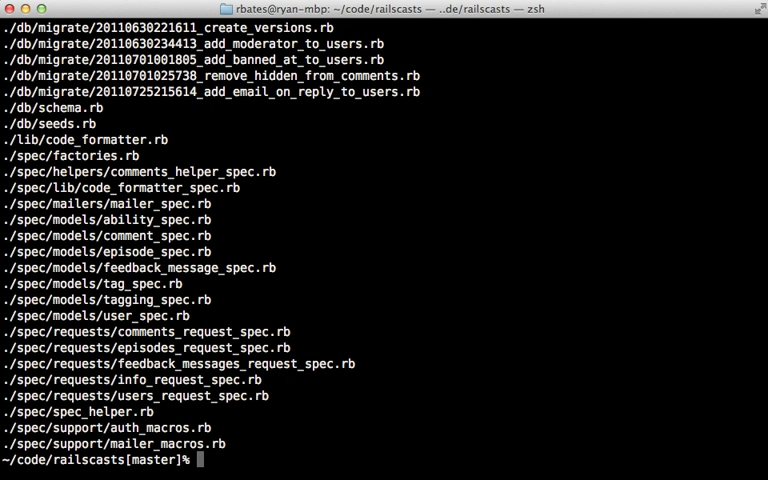 rbates@ryan-mbp: ~/code/railscasts — ..de/railscasts — zsh
./db/migrate/20110630221611_create_versions.rb
./db/migrate/20110630234413_add_moderator_to_users.rb
./db/migrate/20110701001805_add_banned_at_to_users.rb
./db/migrate/20110701025738_remove_hidden_from_comments.rb
./db/migrate/20110725215614_add_email_on_reply_to_users.rb
./db/schema.rb
./db/seeds.rb
./lib/code_formatter.rb
./spec/factories.rb
./spec/helpers/comments_helper_spec.rb
./spec/lib/code_formatter_spec.rb
./spec/mailers/mailer_spec.rb
./spec/models/ability_spec.rb
./spec/models/comment_spec.rb
./spec/models/episode_spec.rb
./spec/models/feedback_message_spec.rb
./spec/models/tag_spec.rb
./spec/models/tagging_spec.rb
./spec/models/user_spec.rb
./spec/requests/comments_request_spec.rb
./spec/requests/episodes_request_spec.rb
./spec/requests/feedback_messages_request_spec.rb
./spec/requests/info_request_spec.rb
./spec/requests/users_request_spec.rb
./spec/spec_helper.rb
./spec/support/auth_macros.rb
./spec/support/mailer_macros.rb
~/code/railscasts[master]%